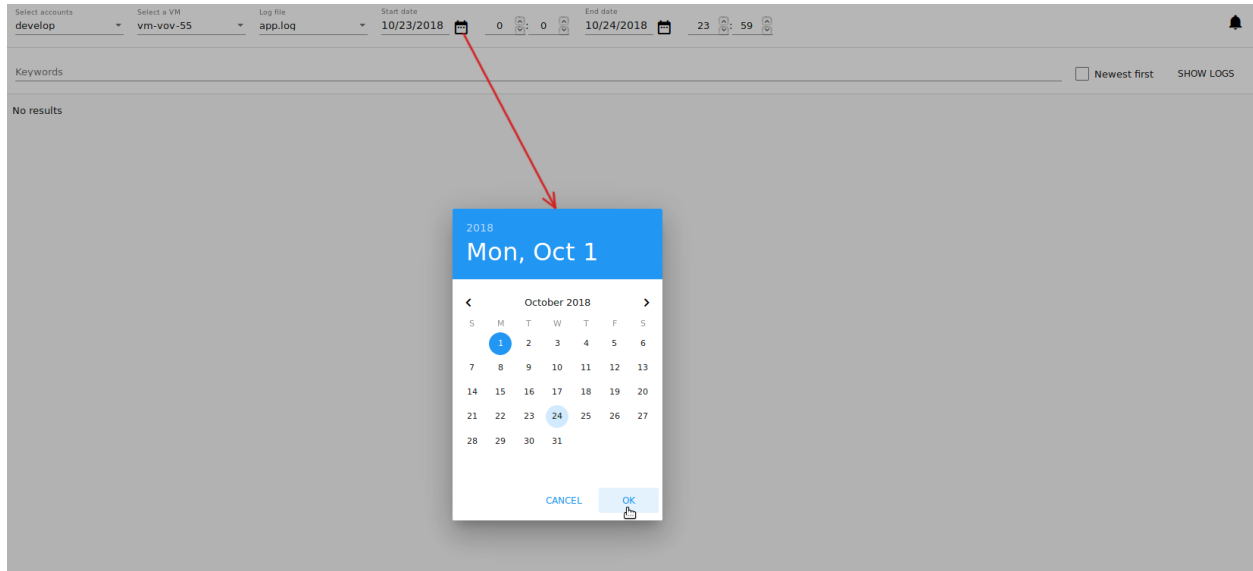 Select accounts Select a VM Log file Start date End date
develop vm-vov-55 app.log 10/23/2018 0 : 0 10/24/2018 23 : 59
Keywords Newest first SHOW LOGS
No results
2018
Mon, Oct 1
October 2018
S M T W T F S
1 2 3 4 5 6
7 8 9 10 11 12 13
14 15 16 17 18 19 20
21 22 23 24 25 26 27
28 29 30 31
CANCEL OK